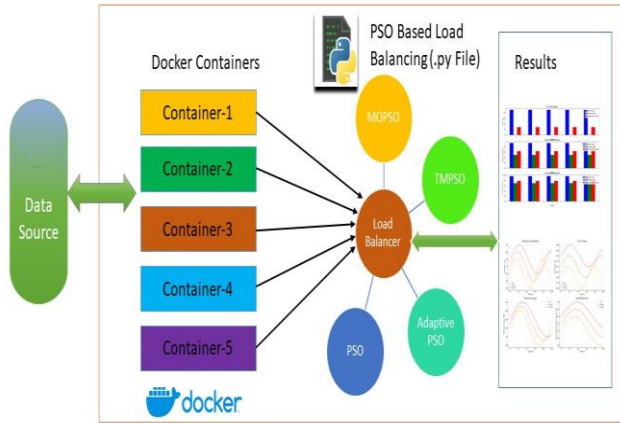 PSO Based Load
Balancing (.py File)
Docker Containers
Results
Data
Source
Container-1
Container-2
Container-3
Container-4
Container-5
MOPSO
TMPSO
Load
Balancer
Adaptive
PSO
PSO
docker